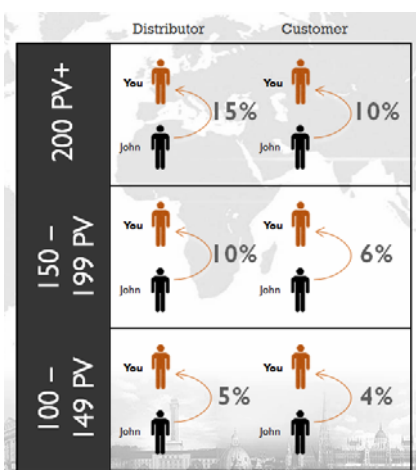 Distributor Customer
200 PV+
You You
15% 10%
John John
150 –
199 PV
You You
10% 6%
John John
100 –
149 PV
You You
5% 4%
John John